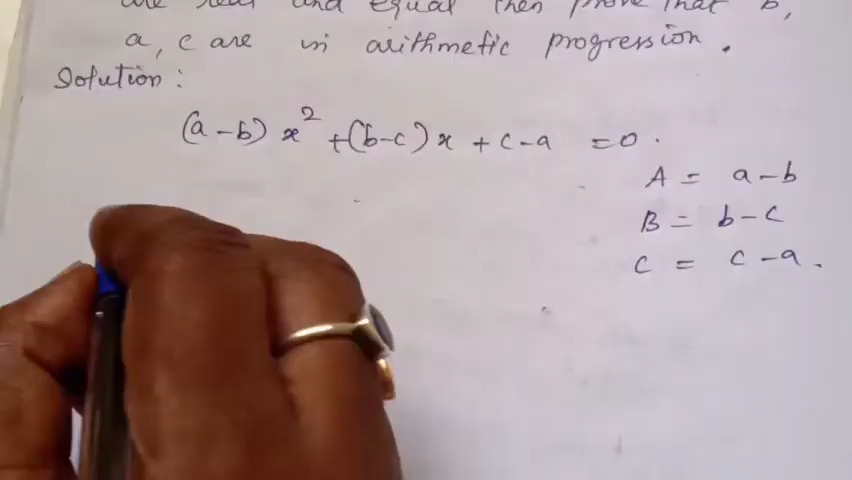 are real and equal then prove that b,
a, c are in arithmetic progression.
Solution:
(a-b) x² + (b-c) x + c-a = 0.
A = a-b
B = b-c
C = c-a.